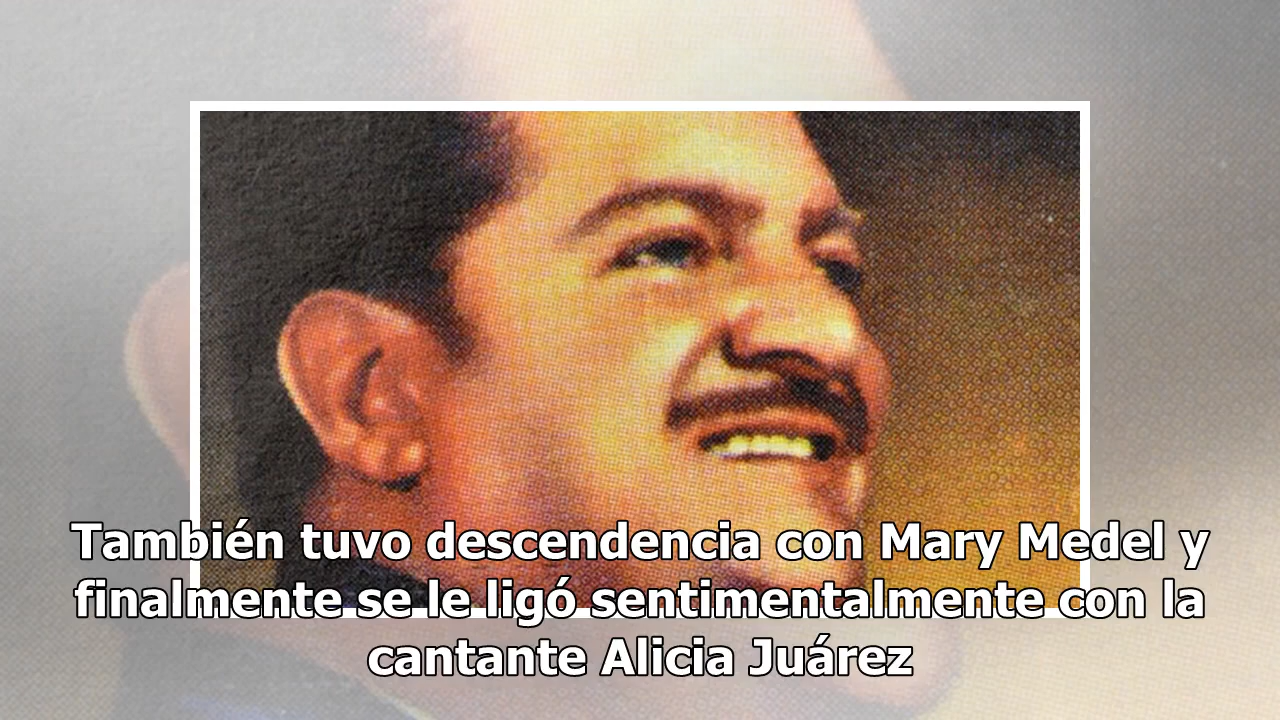 También tuvo descendencia con Mary Medel y
finalmente se le ligó sentimentalmente con la
cantante Alicia Juárez